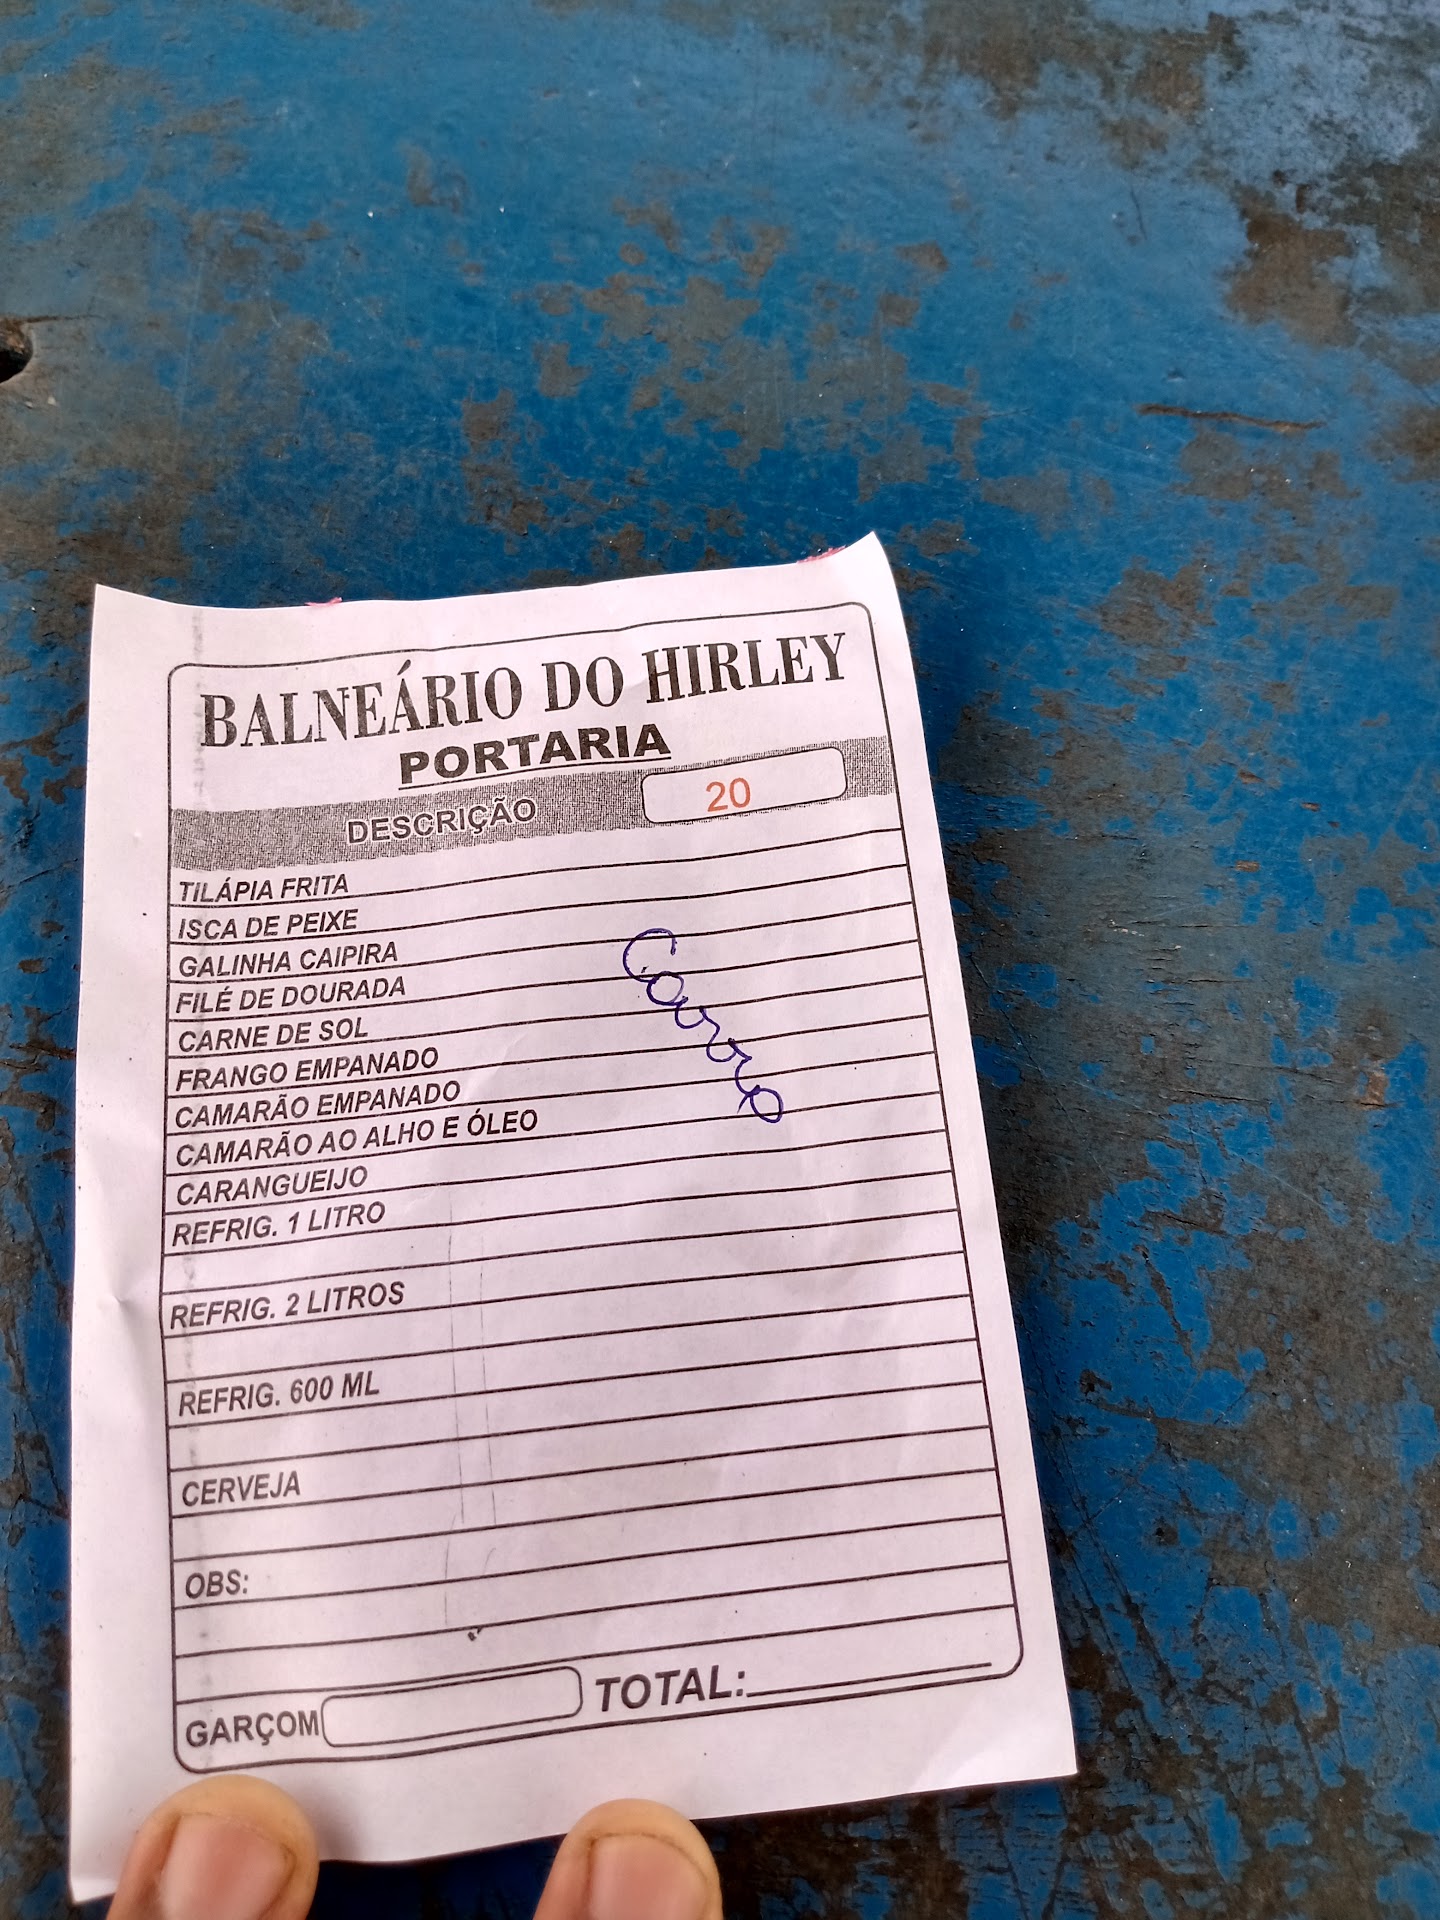 BALNEÁRIO DO HIRLEY
PORTARIA
DESCRIÇÃO 20
TILÁPIA FRITA
ISCA DE PEIXE
GALINHA CAIPIRA
FILÉ DE DOURADA
CARNE DE SOL
FRANGO EMPANADO
CAMARÃO EMPANADO
CAMARÃO AO ALHO E ÓLEO
CARANGUEIJO
REFRIG. 1 LITRO
REFRIG. 2 LITROS
REFRIG. 600 ML
CERVEJA
OBS:
GARÇOM TOTAL:
Carro